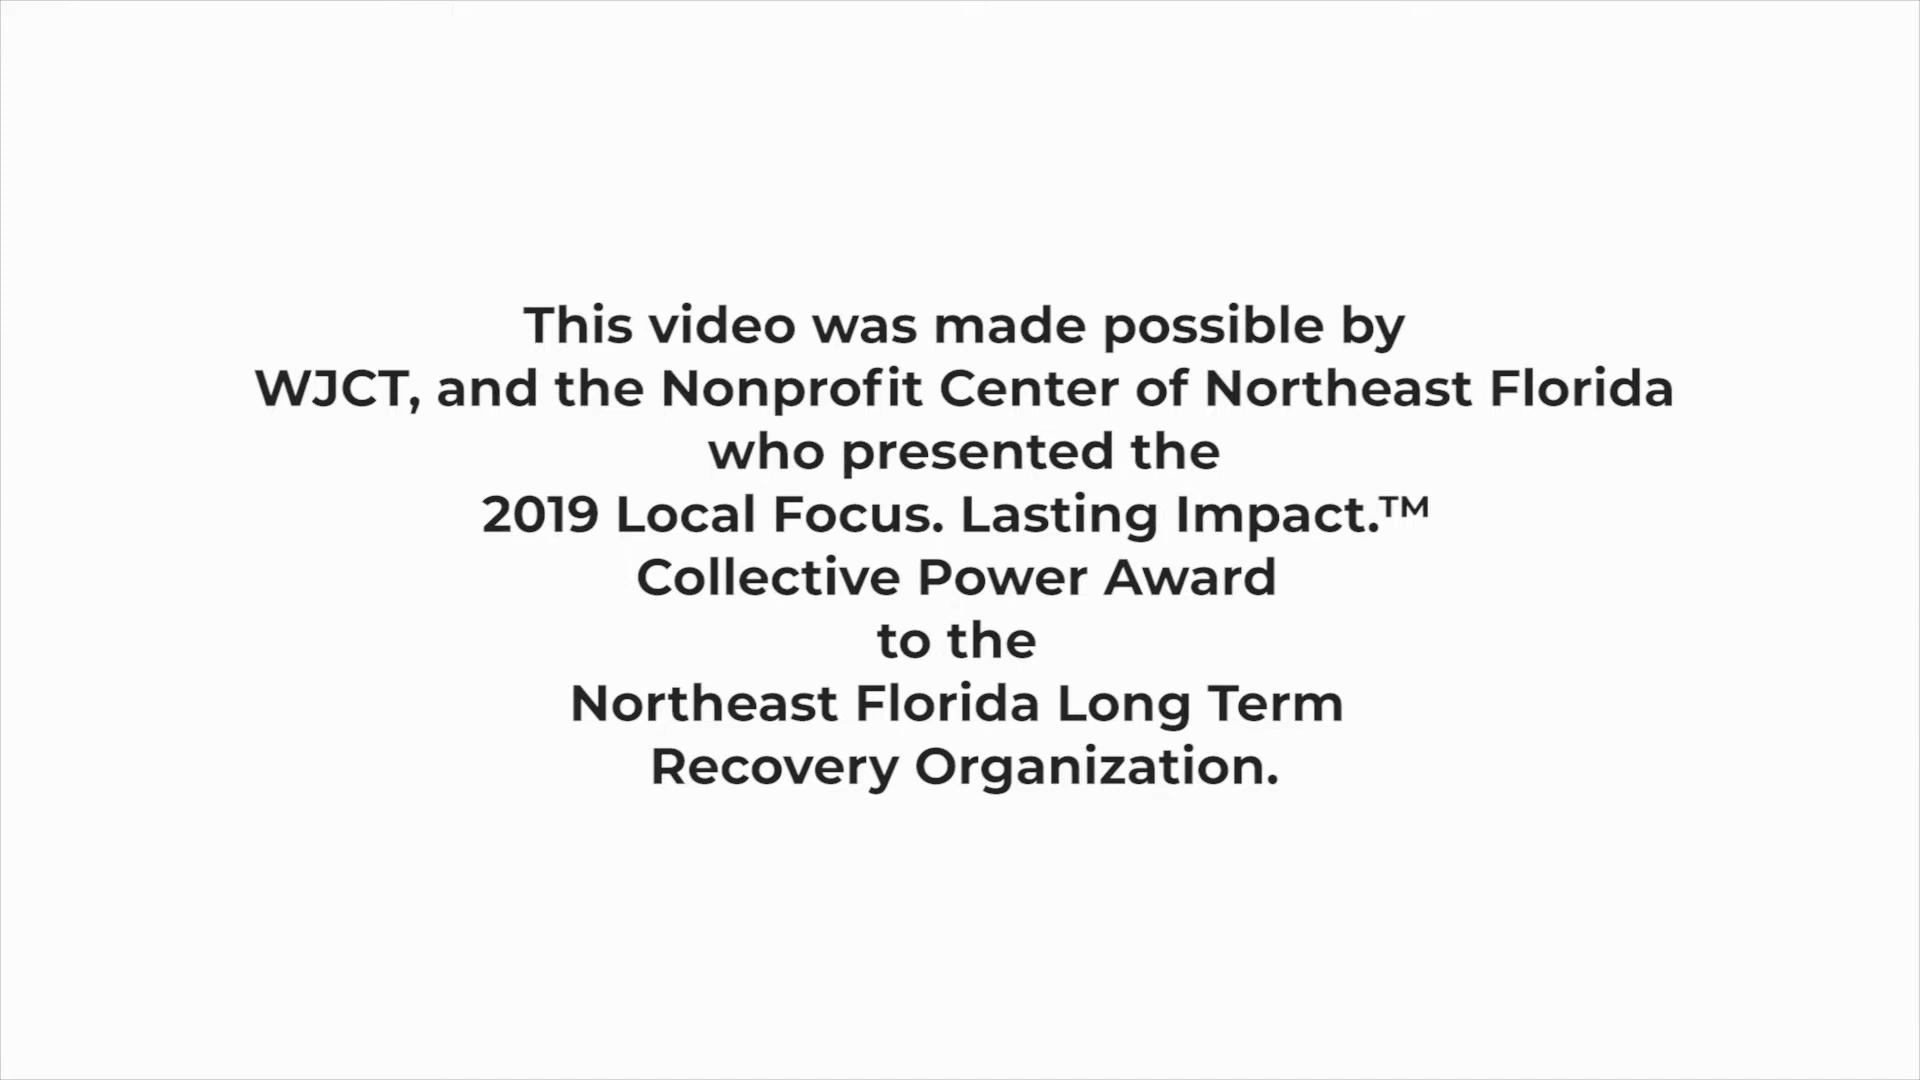 This video was made possible by
WJCT, and the Nonprofit Center of Northeast Florida
who presented the
2019 Local Focus. Lasting Impact.™
Collective Power Award
to the
Northeast Florida Long Term
Recovery Organization.